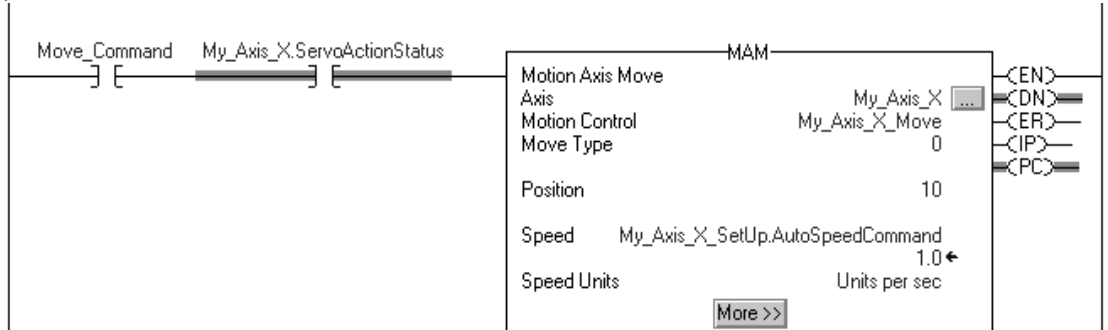 Move_Command My_Axis_X.ServoActionStatus
MAM
Motion Axis Move
Axis My_Axis_X ...
Motion Control My_Axis_X_Move
Move Type 0
Position 10
Speed My_Axis_X_SetUp.AutoSpeedCommand
1.0
Speed Units Units per sec
More >>
EN
DN
ER
IP
PC